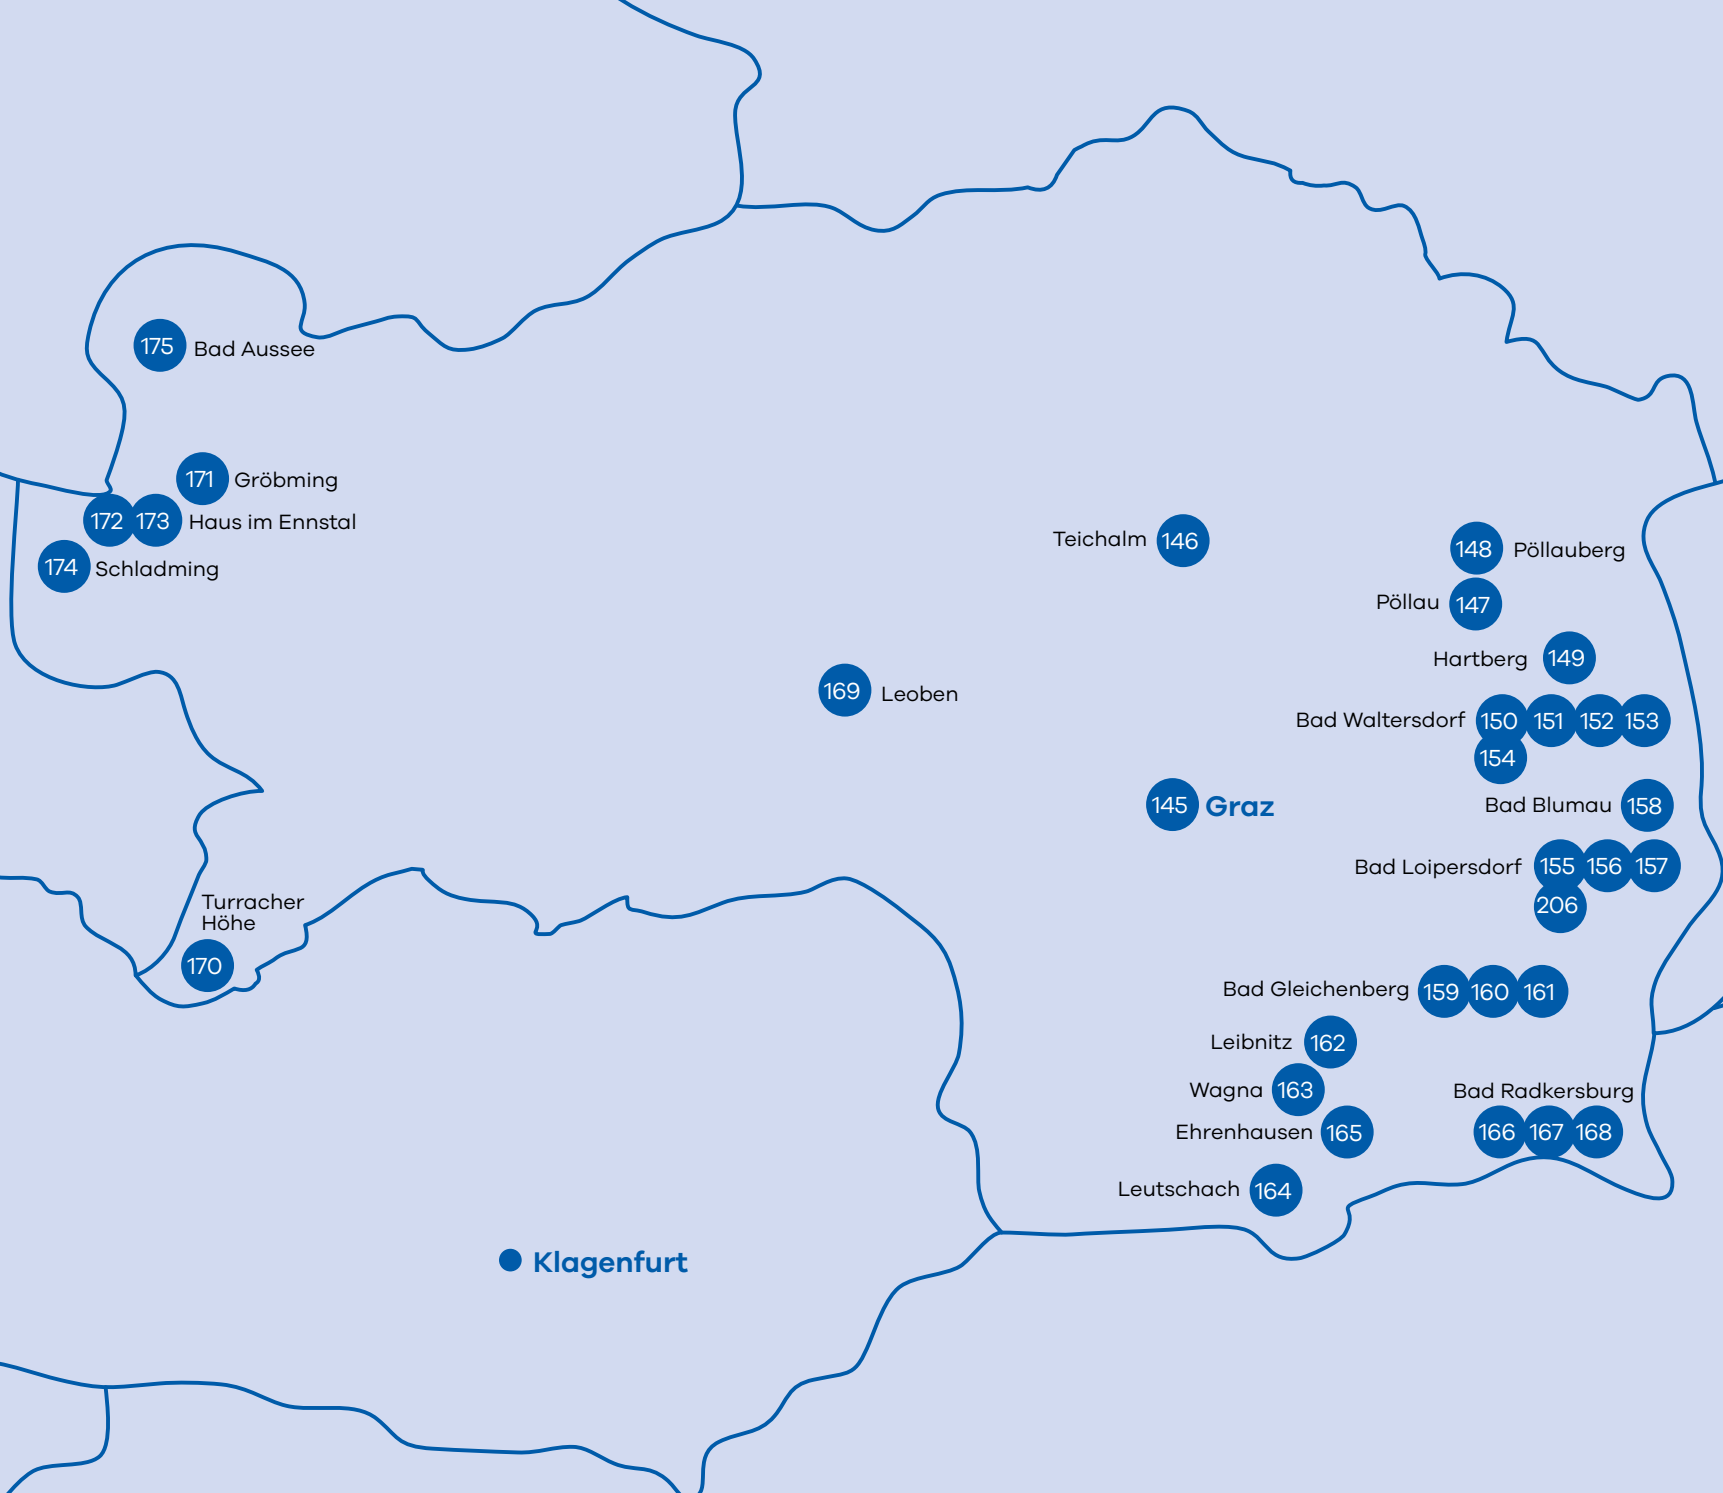 175 Bad Aussee
171 Gröbming
172 173 Haus im Ennstal
174 Schladming
Teichalm 146
148 Pöllauberg
Pöllau 147
Hartberg 149
169 Leoben
Bad Waltersdorf 150 151 152 153
154
145 Graz
Bad Blumau 158
Bad Loipersdorf 155 156 157
206
Turracher
Höhe
170
Bad Gleichenberg 159 160 161
Leibnitz 162
Wagna 163
Bad Radkersburg
Ehrenhausen 165
166 167 168
Leutschach 164
Klagenfurt